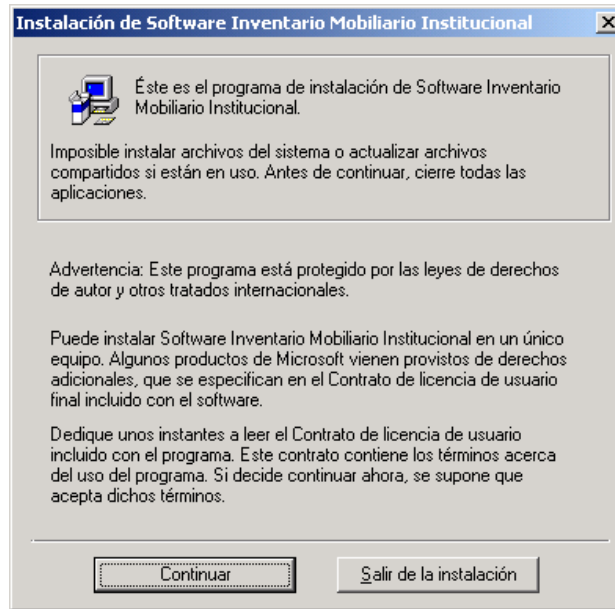 Instalación de Software Inventario Mobiliario Institucional
Éste es el programa de instalación de Software Inventario
Mobiliario Institucional.
Imposible instalar archivos del sistema o actualizar archivos
compartidos si están en uso. Antes de continuar, cierre todas las
aplicaciones.
Advertencia: Este programa está protegido por las leyes de derechos
de autor y otros tratados internacionales.
Puede instalar Software Inventario Mobiliario Institucional en un único
equipo. Algunos productos de Microsoft vienen provistos de derechos
adicionales, que se especifican en el Contrato de licencia de usuario
final incluido con el software.
Dedique unos instantes a leer el Contrato de licencia de usuario
incluido con el programa. Este contrato contiene los términos acerca
del uso del programa. Si decide continuar ahora, se supone que
acepta dichos términos.
Continuar
Salir de la instalación